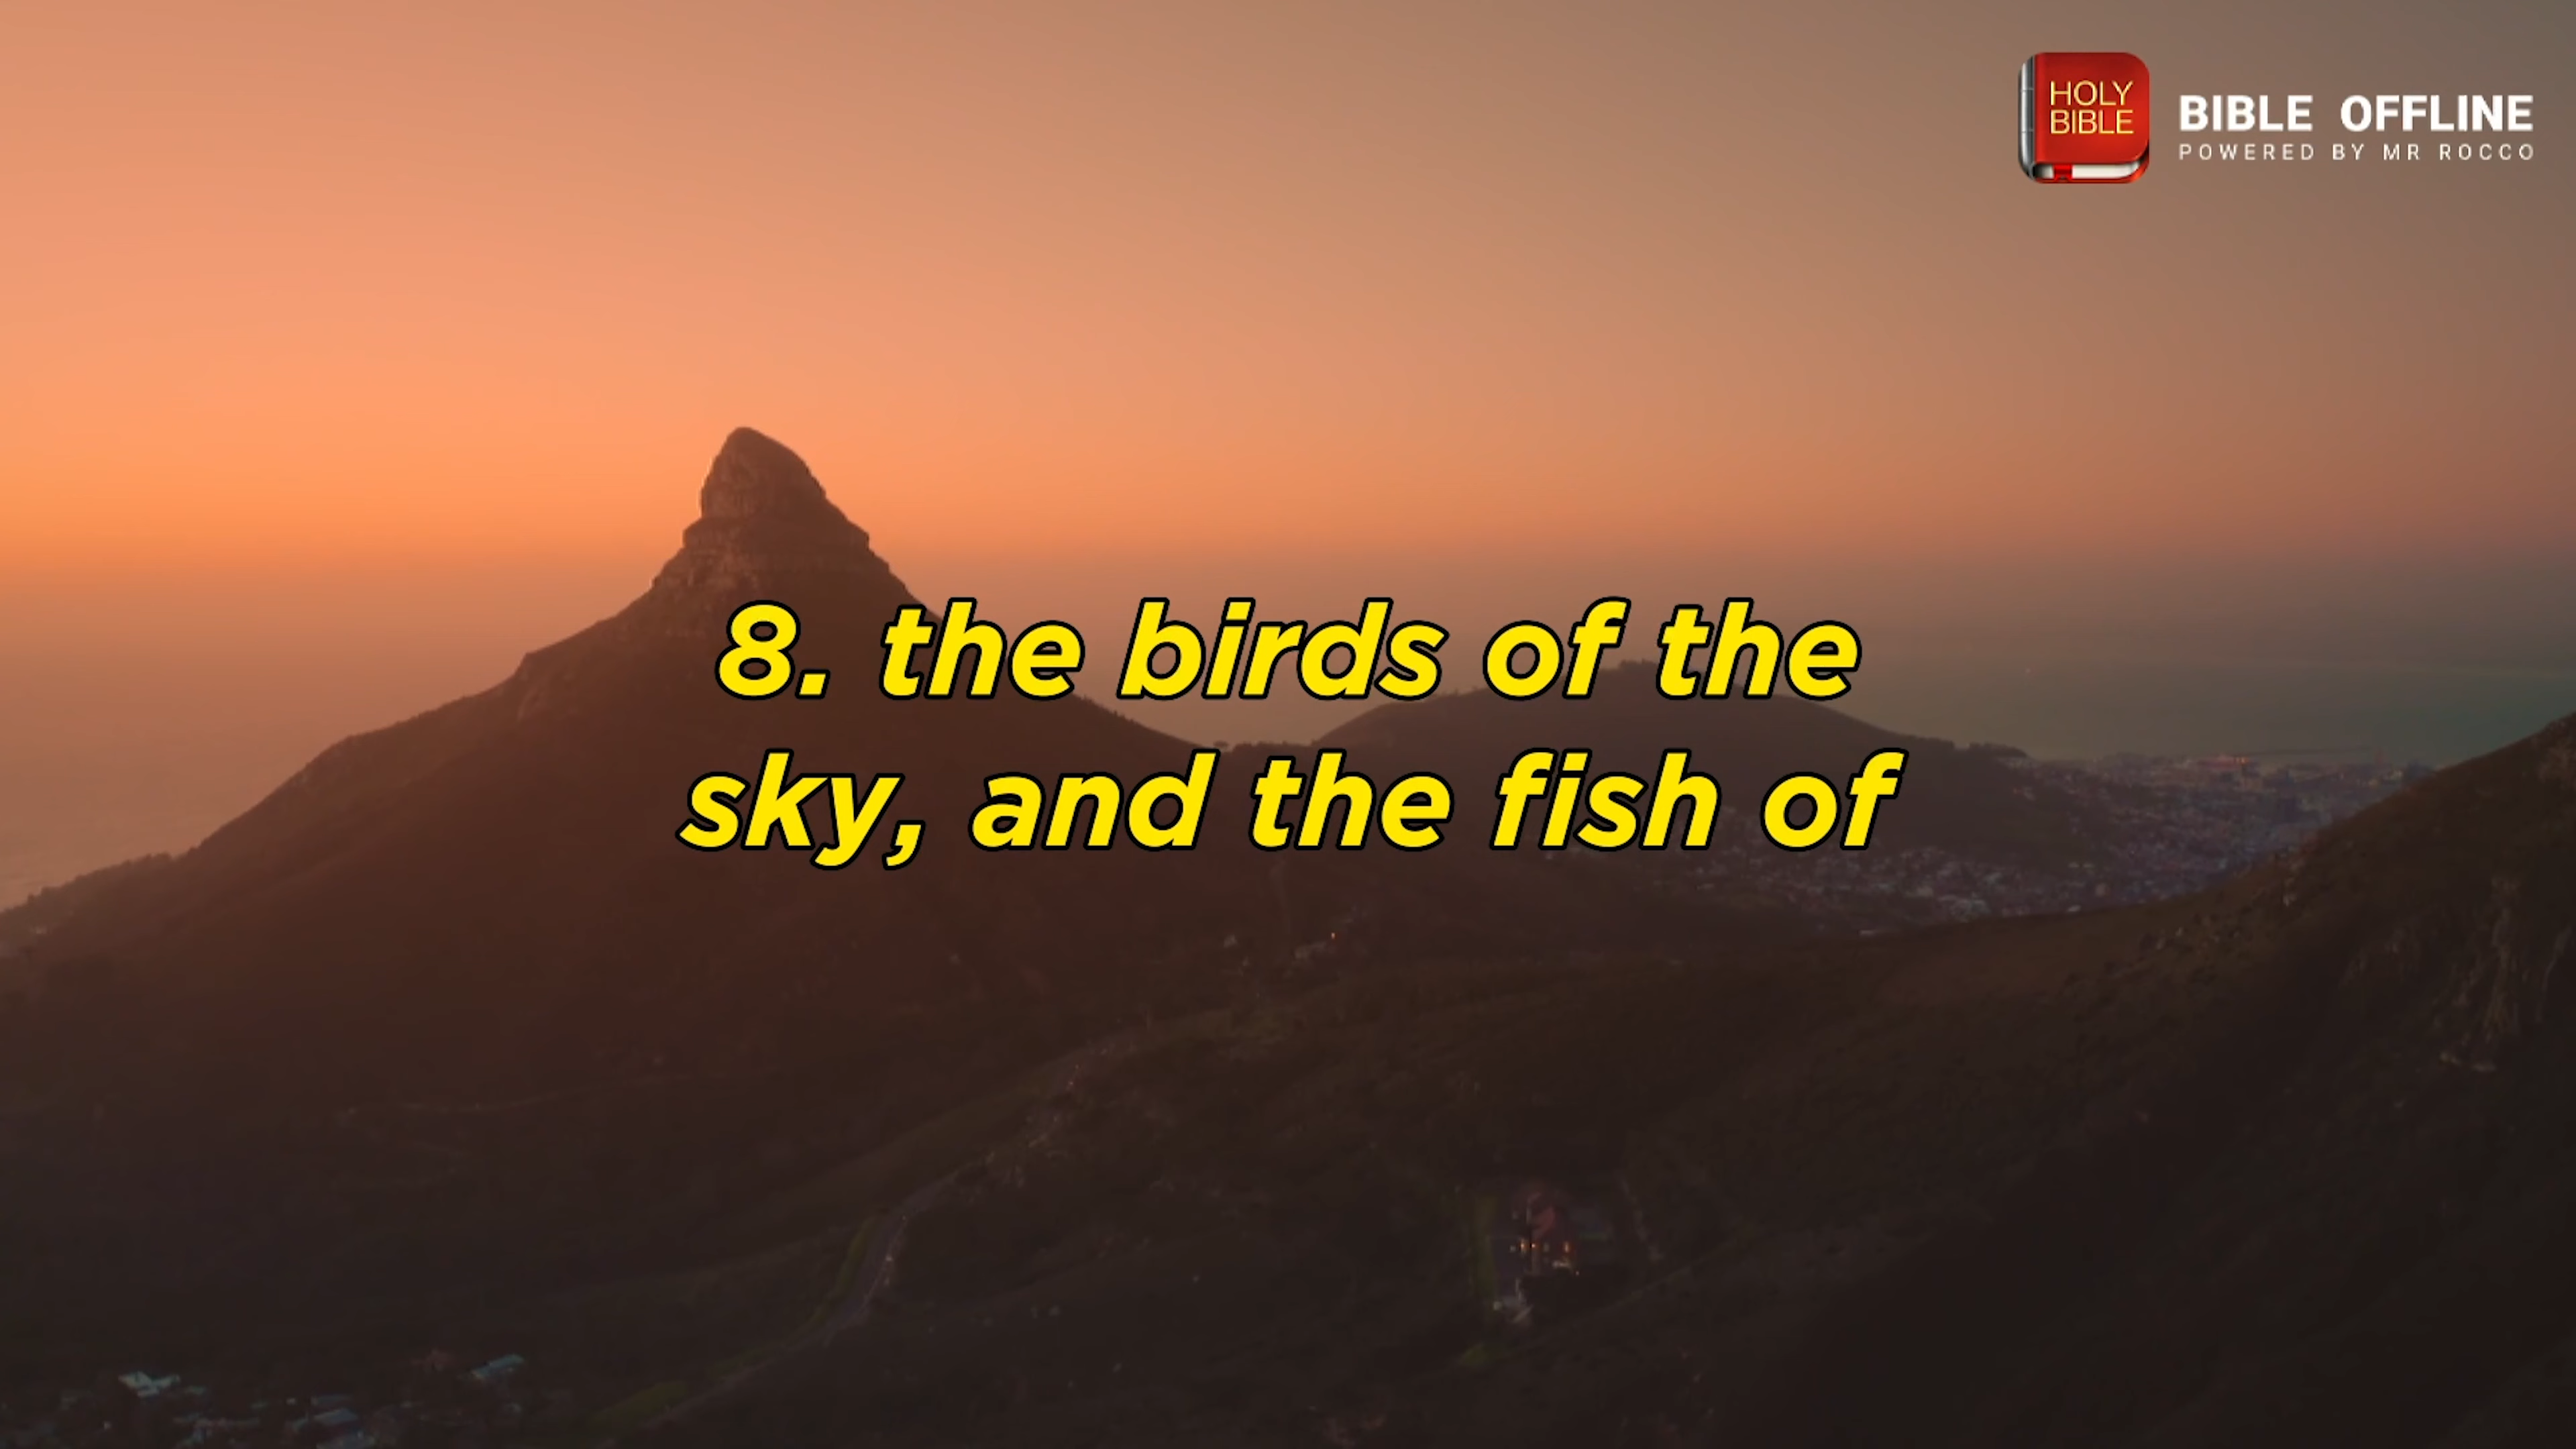 HOLY
BIBLE
BIBLE OFFLINE
POWERED BY MR ROCCO
8. the birds of the
sky, and the fish of